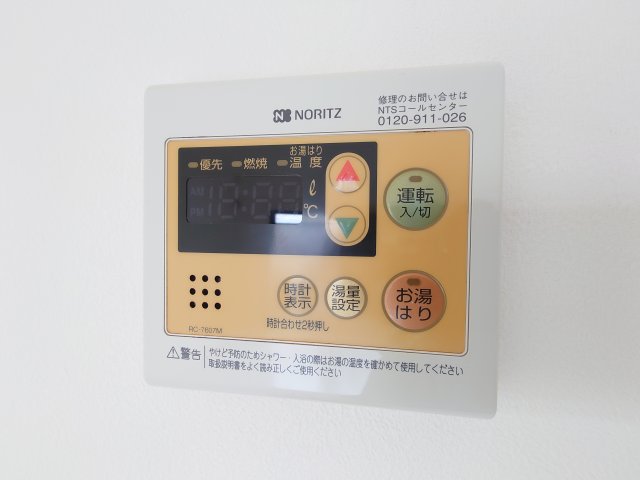 NORITZ
修理のお問い合せは
NTSコールセンター
0120-911-026
お湯はり
優先 燃焼 温度
AM
PM
18:88
ℓ
℃
運転
入/切
時計
表示
湯量
設定
お湯
はり
時計合わせ2秒押し
RC-7607M
⚠警告 やけど予防のためシャワー・入浴の際はお湯の温度を確かめて使用してください
取扱説明書をよく読み正しくご使用ください